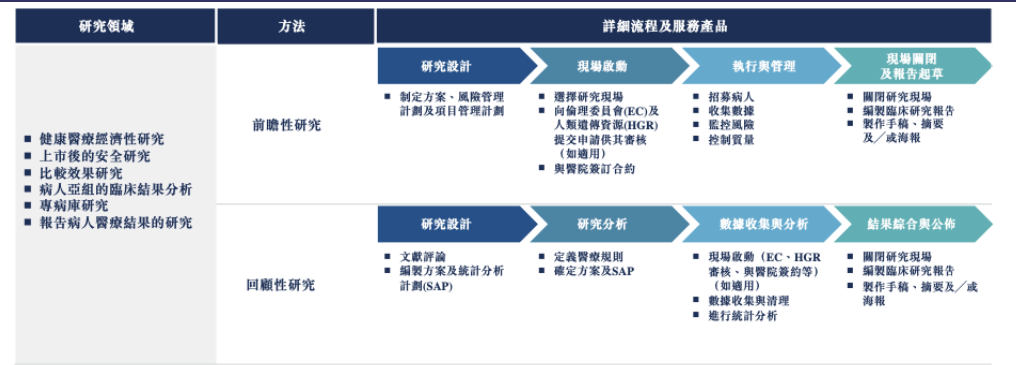 研究領域
方法
詳細流程及服務產品
■ 健康醫療經濟性研究
■ 上市後的安全研究
■ 比較效果研究
■ 病人亞組的臨床結果分析
■ 專病庫研究
■ 報告病人醫療結果的研究
前瞻性研究
研究設計
■ 制定方案、風險管理
計劃及項目管理計劃
現場啟動
■ 選擇研究現場
■ 向倫理委員會(EC)及
人類遺傳資源(HGR)
提交申請供其審核
(如適用)
■ 與醫院簽訂合約
執行與管理
■ 招募病人
■ 收集數據
■ 監控風險
■ 控制質量
現場關閉
及報告起草
■ 關閉研究現場
■ 編製臨床研究報告
■ 製作手稿、摘要
及╱或海報
回顧性研究
研究設計
■ 文獻評論
■ 編製方案及統計分析
計劃(SAP)
研究分析
■ 定義醫療規則
■ 確定方案及SAP
數據收集與分析
■ 現場啟動(EC、HGR
審核、與醫院簽約等)
(如適用)
■ 數據收集與清理
■ 進行統計分析
結果綜合與公佈
■ 關閉研究現場
■ 編製臨床研究報告
■ 製作手稿、摘要及╱或
海報